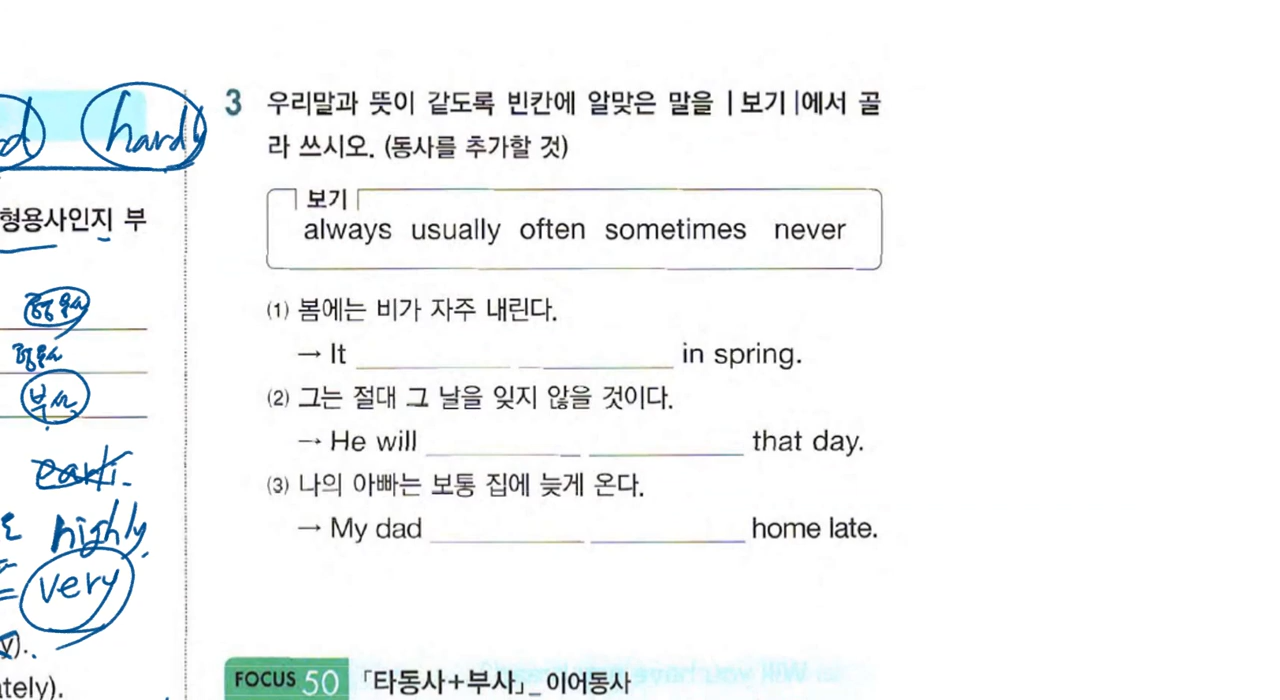 hardly
형용사인지 부
형용사
형용사
부사
highly
very
y).
ately).
3 우리말과 뜻이 같도록 빈칸에 알맞은 말을 |보기|에서 골
라 쓰시오. (동사를 추가할 것)
보기
always usually often sometimes never
(1) 봄에는 비가 자주 내린다.
→ It in spring.
(2) 그는 절대 그 날을 잊지 않을 것이다.
→ He will that day.
(3) 나의 아빠는 보통 집에 늦게 온다.
→ My dad home late.
FOCUS 50 「타동사+부사」_ 이어동사